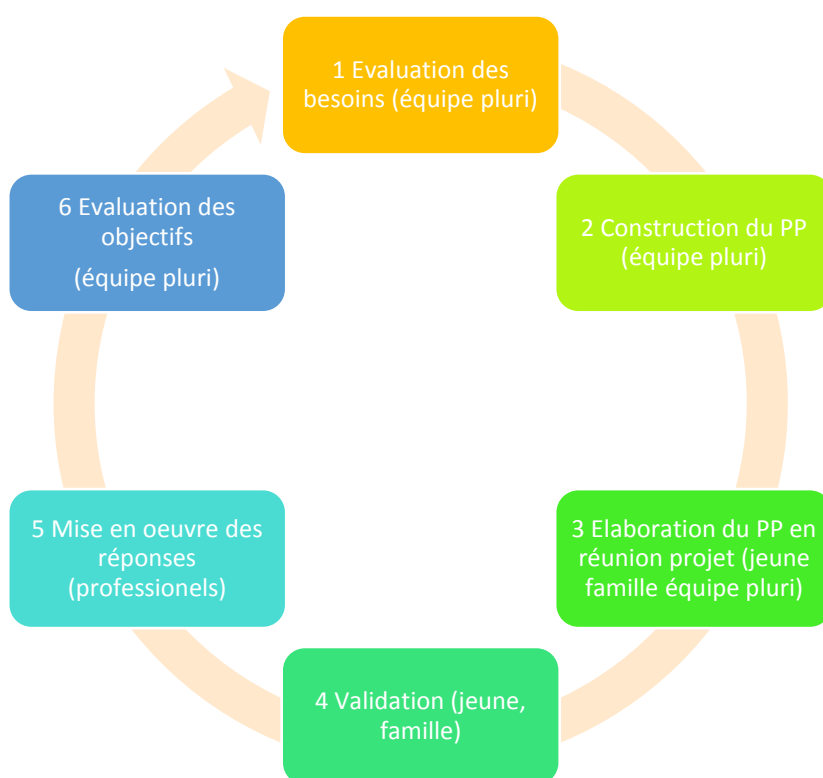 1 Evaluation des
besoins (équipe pluri)
2 Construction du PP
(équipe pluri)
3 Elaboration du PP en
réunion projet (jeune
famille équipe pluri)
4 Validation (jeune,
famille)
5 Mise en oeuvre des
réponses
(professionels)
6 Evaluation des
objectifs
(équipe pluri)